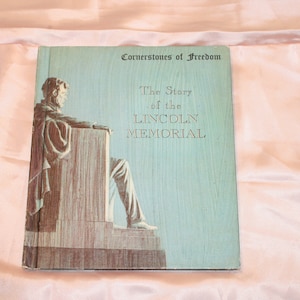 Cornerstones of Freedom
The Story
of the
LINCOLN
MEMORIAL